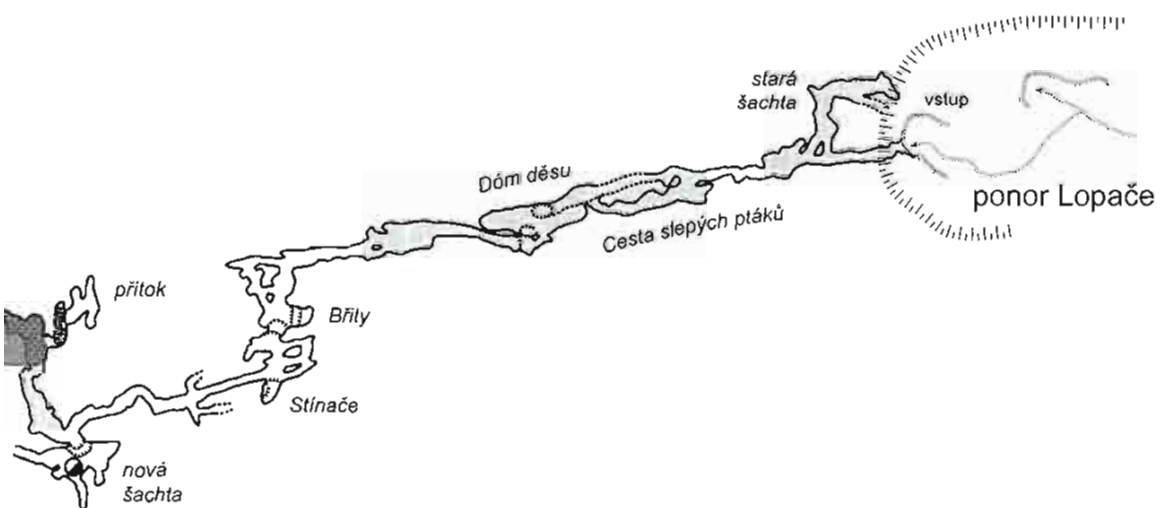 stará
šachta
vstup
ponor Lopače
Dóm děsu
Cesta slepých ptáků
přítok
Břity
Stínače
nová
šachta